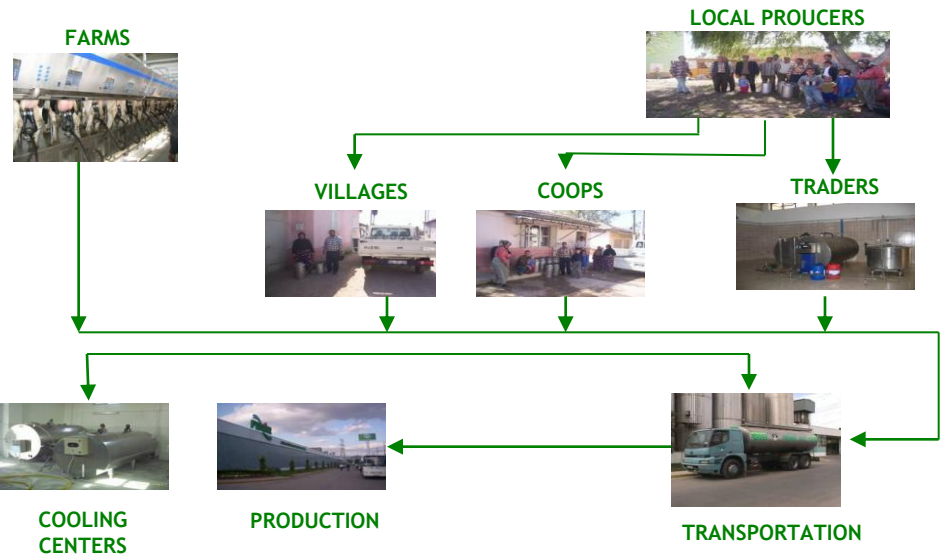 FARMS
LOCAL PROUCERS
VILLAGES
COOPS
TRADERS
COOLING
CENTERS
PRODUCTION
TRANSPORTATION